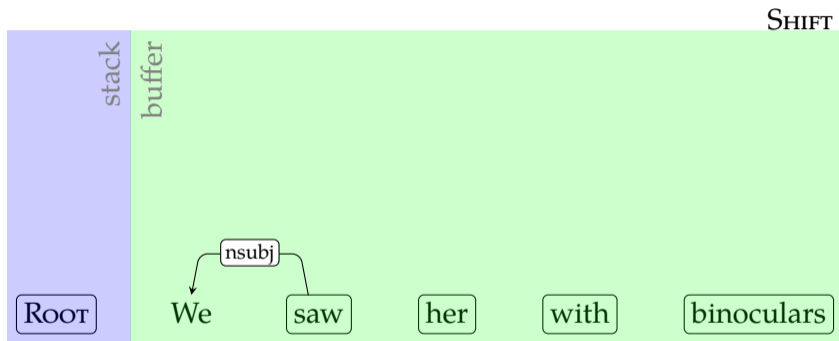 SHIFT
stack
buffer
nsubj
ROOT We saw her with binoculars